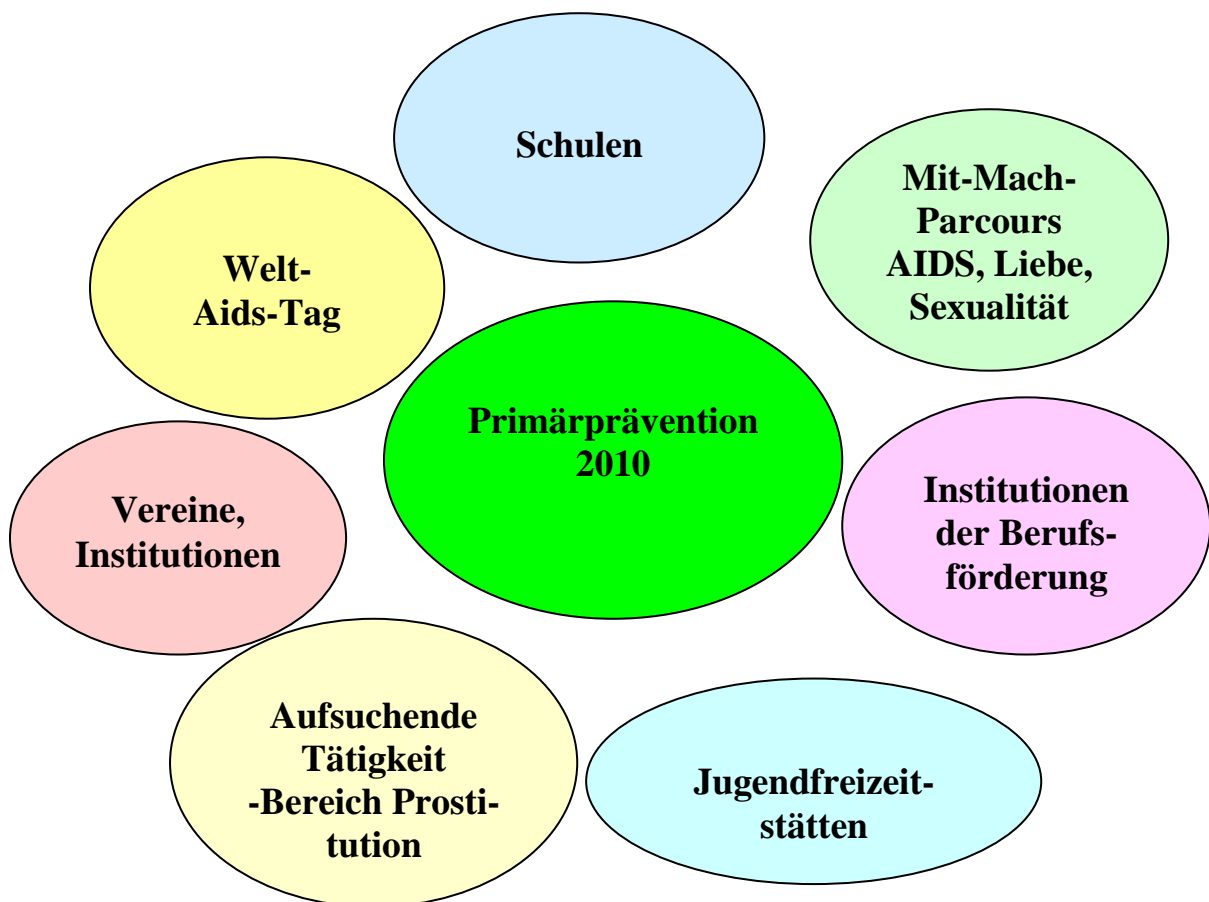 Schulen
Mit-Mach-
Parcours
AIDS, Liebe,
Sexualität
Welt-
Aids-Tag
Primärprävention
2010
Vereine,
Institutionen
Institutionen
der Berufs-
förderung
Aufsuchende
Tätigkeit
-Bereich Prosti-
tution
Jugendfreizeit-
stätten